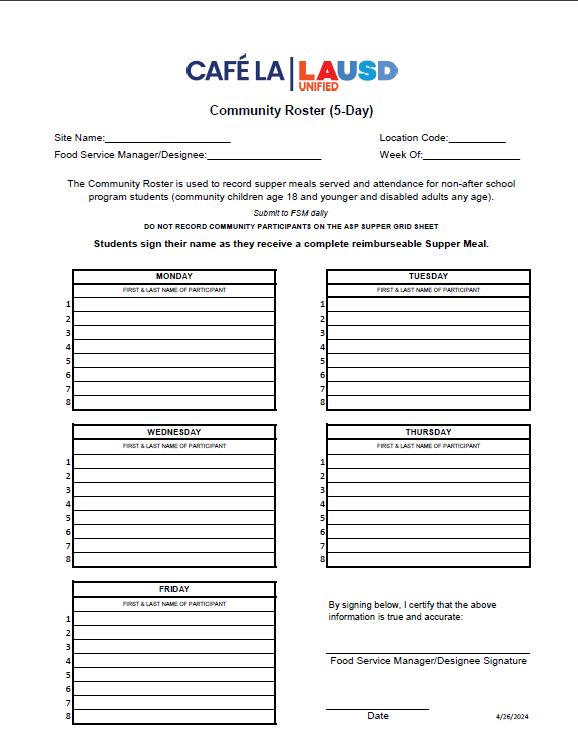 CAFÉ LA LAUSD
UNIFIED
Community Roster (5-Day)
Site Name: Location Code:
Food Service Manager/Designee: Week Of:
The Community Roster is used to record supper meals served and attendance for non-after school
program students (community children age 18 and younger and disabled adults any age).
Submit to FSM daily
DO NOT RECORD COMMUNITY PARTICIPANTS ON THE ASP SUPPER GRID SHEET
Students sign their name as they receive a complete reimburseable Supper Meal.
MONDAY
FIRST & LAST NAME OF PARTICIPANT
1
2
3
4
5
6
7
8
TUESDAY
FIRST & LAST NAME OF PARTICIPANT
1
2
3
4
5
6
7
8
WEDNESDAY
FIRST & LAST NAME OF PARTICIPANT
1
2
3
4
5
6
7
8
THURSDAY
FIRST & LAST NAME OF PARTICIPANT
1
2
3
4
5
6
7
8
FRIDAY
FIRST & LAST NAME OF PARTICIPANT
1
2
3
4
5
6
7
8
By signing below, I certify that the above
information is true and accurate:
Food Service Manager/Designee Signature
Date
4/26/2024